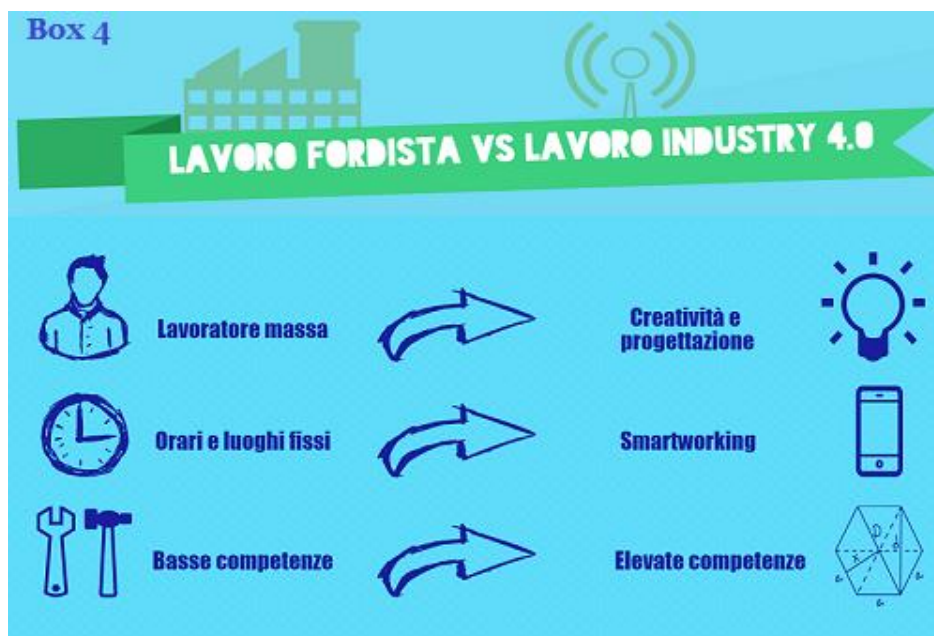 Box 4
LAVORO FORDISTA VS LAVORO INDUSTRY 4.0
Lavoratore massa
Creatività e
progettazione
Orari e luoghi fissi
Smartworking
Basse competenze
Elevate competenze